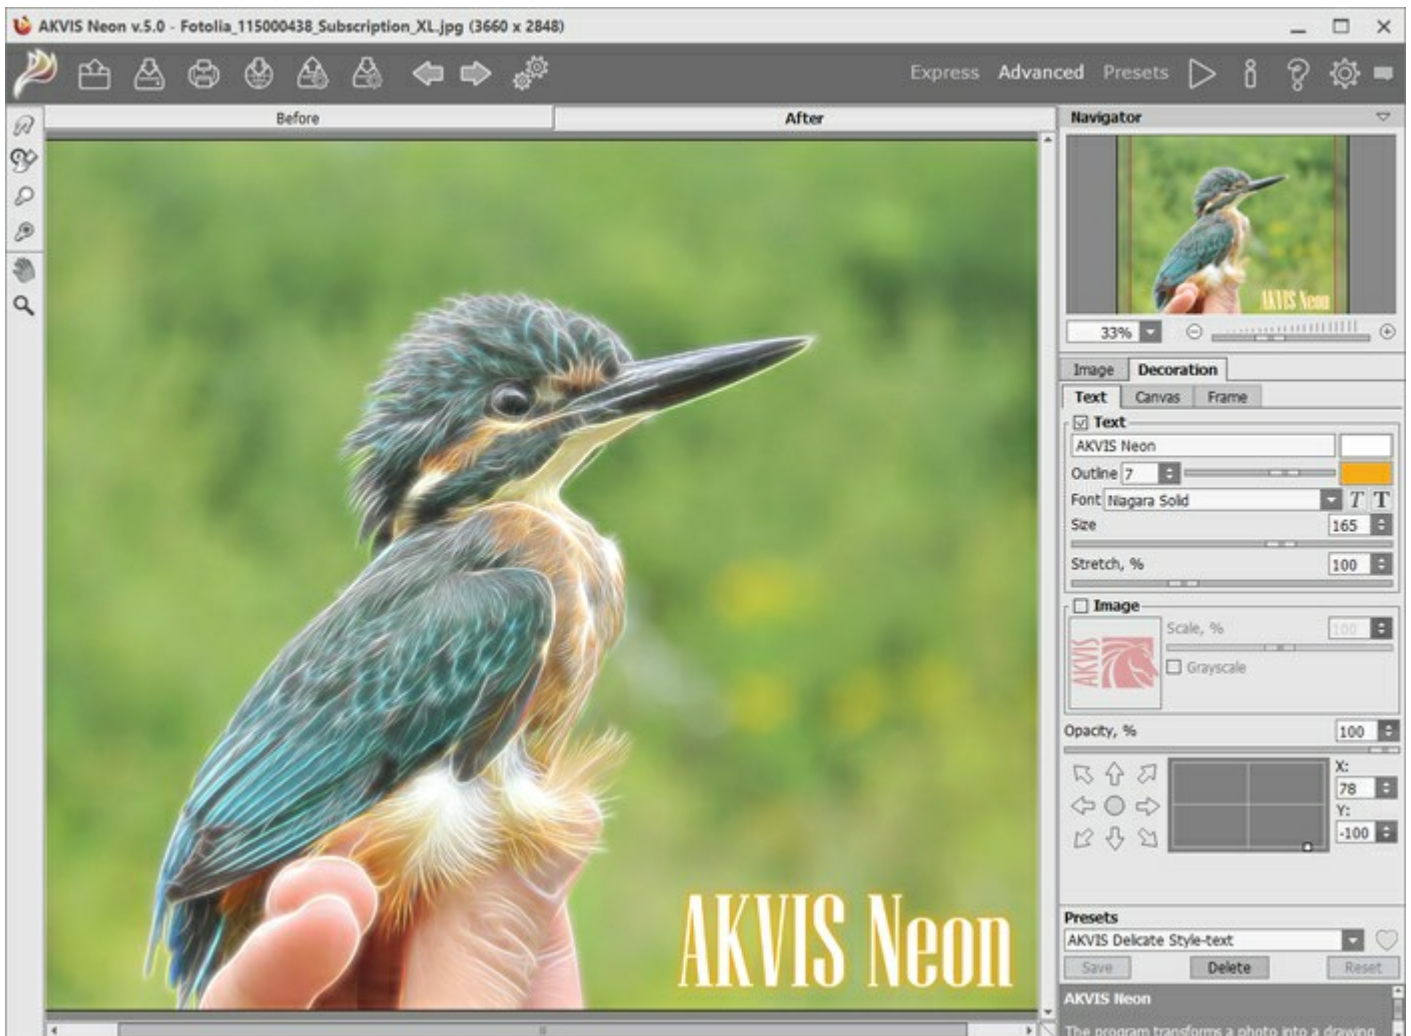 AKVIS Neon v.5.0 - Fotolia_115000438_Subscription_XL.jpg (3660 x 2848)
Express Advanced Presets
Before After
Navigator
AKVIS Neon
33%
Image Decoration
Text Canvas Frame
Text
AKVIS Neon
Outline 7
Font Niagara Solid T T
Size 165
Stretch, % 100
Image
Scale, % 100
AKVIS
Grayscale
Opacity, % 100
X:
78
Y:
-100
AKVIS Neon
Presets
AKVIS Delicate Style-text
Save Delete Reset
AKVIS Neon
The program transforms a photo into a drawing